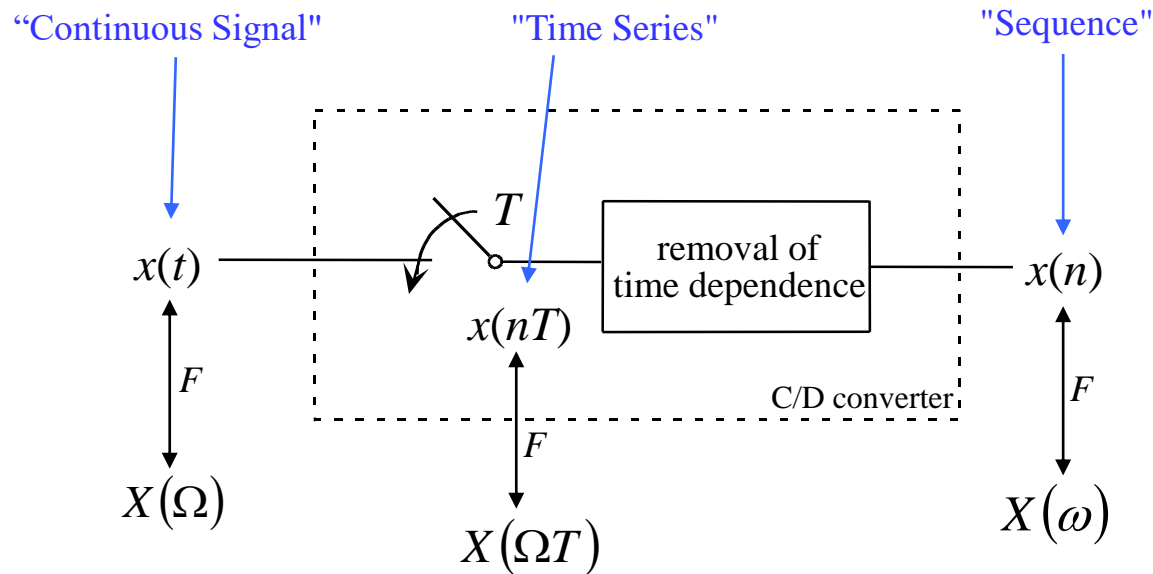 “Continuous Signal"
"Time Series"
"Sequence"
T
x(t)
removal of
time dependence
x(n)
x(nT)
C/D converter
F
F
F
X(Ω)
X(ΩT)
X(ω)